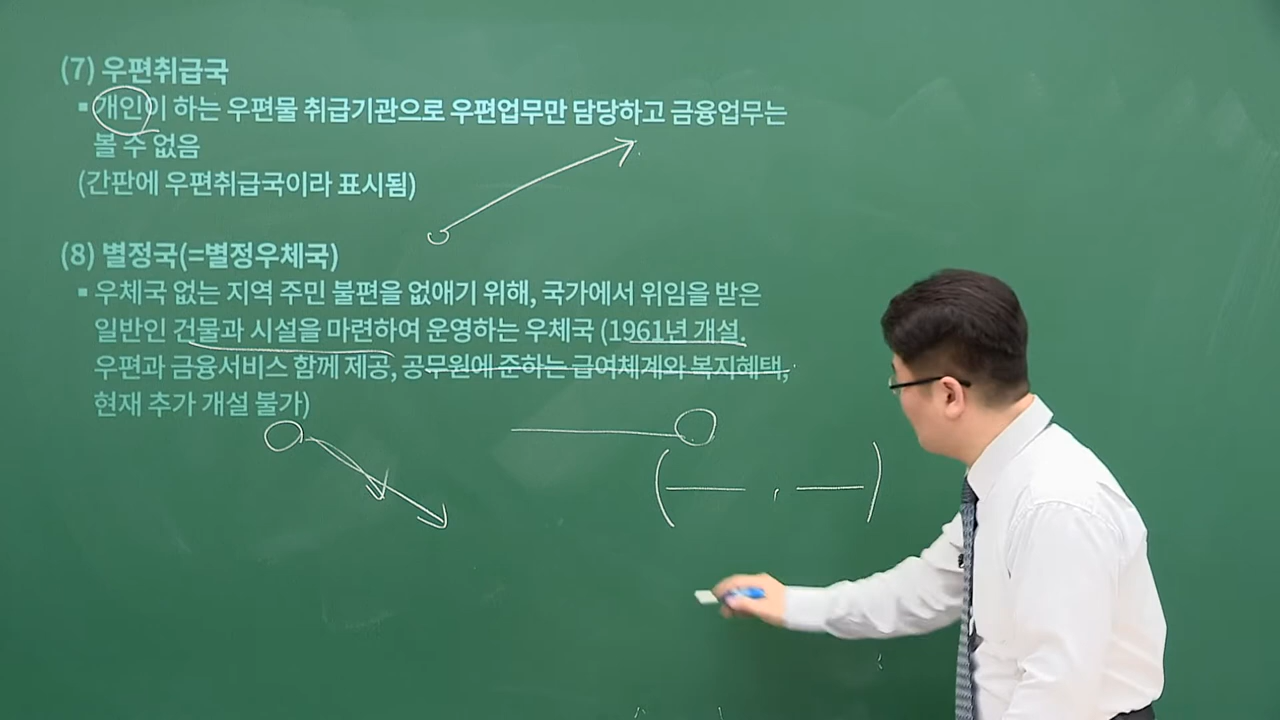 (7) 우편취급국
▪ 개인이 하는 우편물 취급기관으로 우편업무만 담당하고 금융업무는
볼 수 없음
(간판에 우편취급국이라 표시됨)
(8) 별정국(=별정우체국)
▪ 우체국 없는 지역 주민 불편을 없애기 위해, 국가에서 위임을 받은
일반인 건물과 시설을 마련하여 운영하는 우체국 (1961년 개설.
우편과 금융서비스 함께 제공, 공무원에 준하는 급여체계와 복지혜택,
현재 추가 개설 불가)